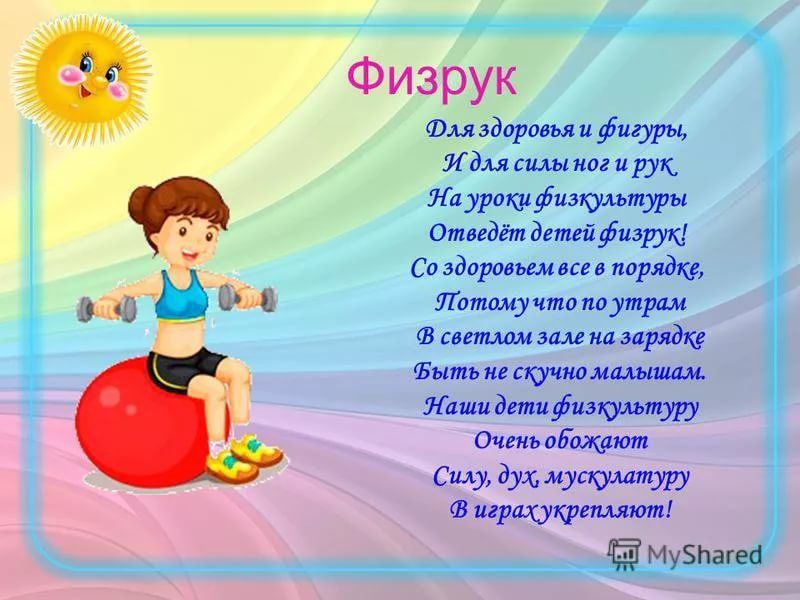 Физрук
Для здоровья и фигуры,
И для силы ног и рук
На уроки физкультуры
Отведёт детей физрук!
Со здоровьем все в порядке,
Потому что по утрам
В светлом зале на зарядке
Быть не скучно малышам.
Наши дети физкультуру
Очень обожают
Силу, дух, мускулатуру
В играх укрепляют!
MyShared